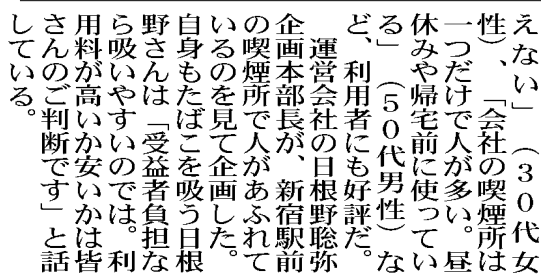 えない」（３０代女
性）、「会社の喫煙所は
一つだけで人が多い。昼
休みや帰宅前に使ってい
る」（５０代男性）な
ど、利用者にも好評だ。
　運営会社の日根野聡弥
企画本部長が、新宿駅前
の喫煙所で人があふれて
いるのを見て企画した。
自身もたばこを吸う日根
野さんは「受益者負担な
ら吸いやすいのでは。利
用料が高いか安いかは皆
さんのご判断です」と話
している。